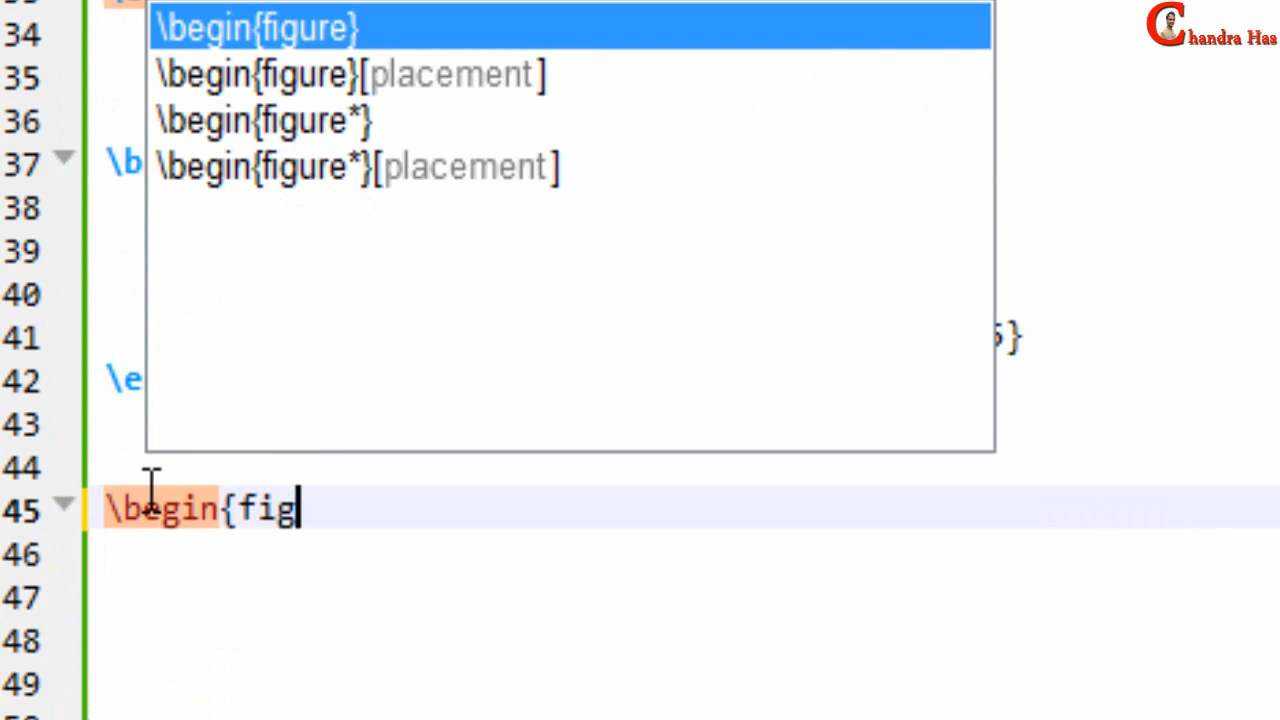 \begin{figure}
34
\begin{figure}[placement]
35
\begin{figure*}
36
37 \b
\begin{figure*}[placement]
38
39
40
41 5}
42 \e
43
44
45 \begin{fig
46
47
48
49
Chandra Has